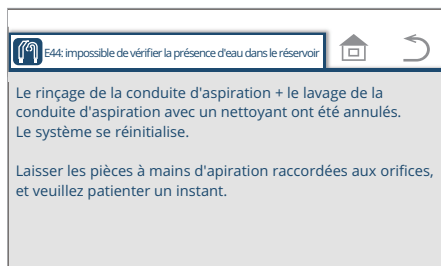 E44: impossible de vérifier la présence d'eau dans le réservoir
Le rinçage de la conduite d'aspiration + le lavage de la
conduite d'aspiration avec un nettoyant ont été annulés.
Le système se réinitialise.
Laisser les pièces à mains d'apiration raccordées aux orifices,
et veuillez patienter un instant.